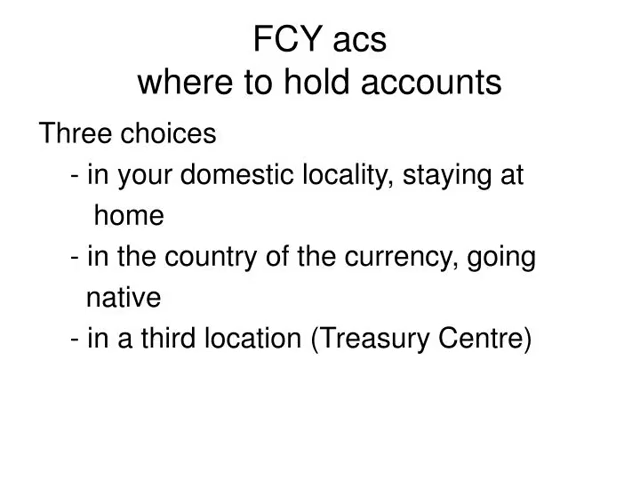 FCY acs
where to hold accounts
Three choices
- in your domestic locality, staying at
home
- in the country of the currency, going
native
- in a third location (Treasury Centre)